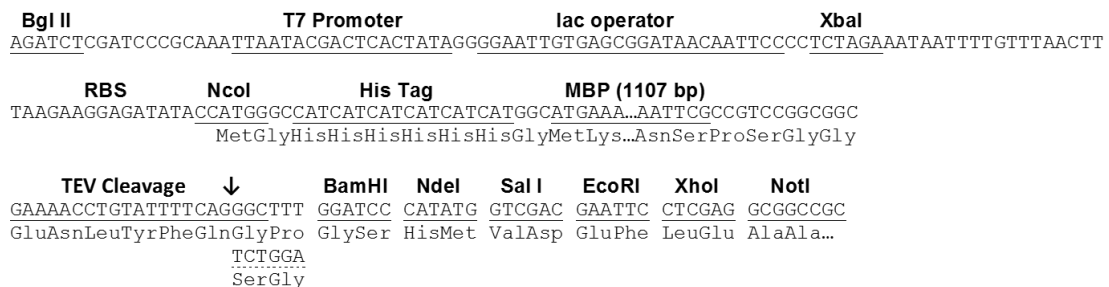 Bgl II T7 Promoter lac operator XbaI
AGATCTCGATCCCGCAAATTAATACGACTCACTATAGGGGAATTGTGAGCGGATAACAATTCCCCTCTAGAAATAATTTTGTTTAACTT
RBS NcoI His Tag MBP (1107 bp)
TAAGAAGGAGATATACCATGGGCCATCATCATCATCATCATGGCATGAAA...AATTCGCCGTCCGGCGGC
MetGlyHisHisHisHisHisHisGlyMetLys…AsnSerProSerGlyGly
TEV Cleavage ↓ BamHI NdeI Sal I EcoRI XhoI NotI
GAAAACCTGTATTTTCAGGGCTTT GGATCC CATATG GTCGAC GAATTC CTCGAG GCGGCCGC
GluAsnLeuTyrPheGlnGlyPro GlySer HisMet ValAsp GluPhe LeuGlu AlaAla…
TCTGGA
SerGly